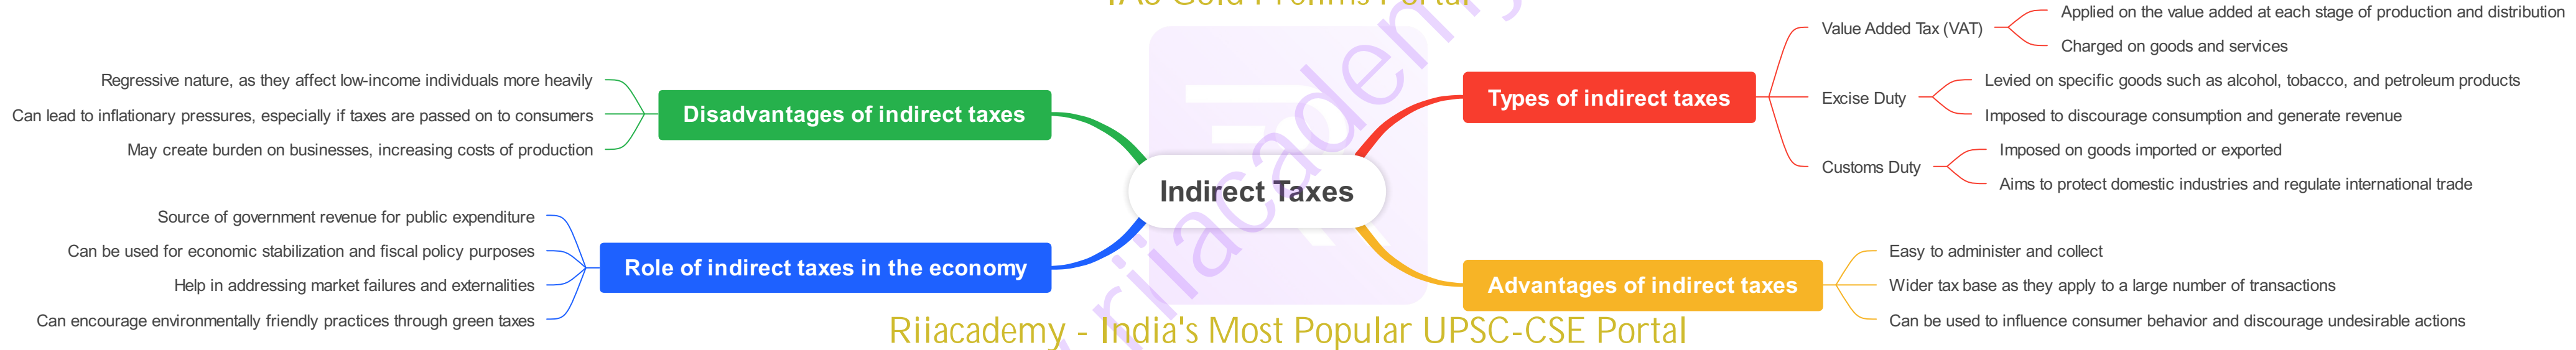 IAS Gold Prelims Portal
Indirect Taxes
Types of indirect taxes
Value Added Tax (VAT)
Applied on the value added at each stage of production and distribution
Charged on goods and services
Excise Duty
Levied on specific goods such as alcohol, tobacco, and petroleum products
Imposed to discourage consumption and generate revenue
Customs Duty
Imposed on goods imported or exported
Aims to protect domestic industries and regulate international trade
Advantages of indirect taxes
Easy to administer and collect
Wider tax base as they apply to a large number of transactions
Can be used to influence consumer behavior and discourage undesirable actions
Disadvantages of indirect taxes
Regressive nature, as they affect low-income individuals more heavily
Can lead to inflationary pressures, especially if taxes are passed on to consumers
May create burden on businesses, increasing costs of production
Role of indirect taxes in the economy
Source of government revenue for public expenditure
Can be used for economic stabilization and fiscal policy purposes
Help in addressing market failures and externalities
Can encourage environmentally friendly practices through green taxes
riiacademy
Riiacademy - India's Most Popular UPSC-CSE Portal